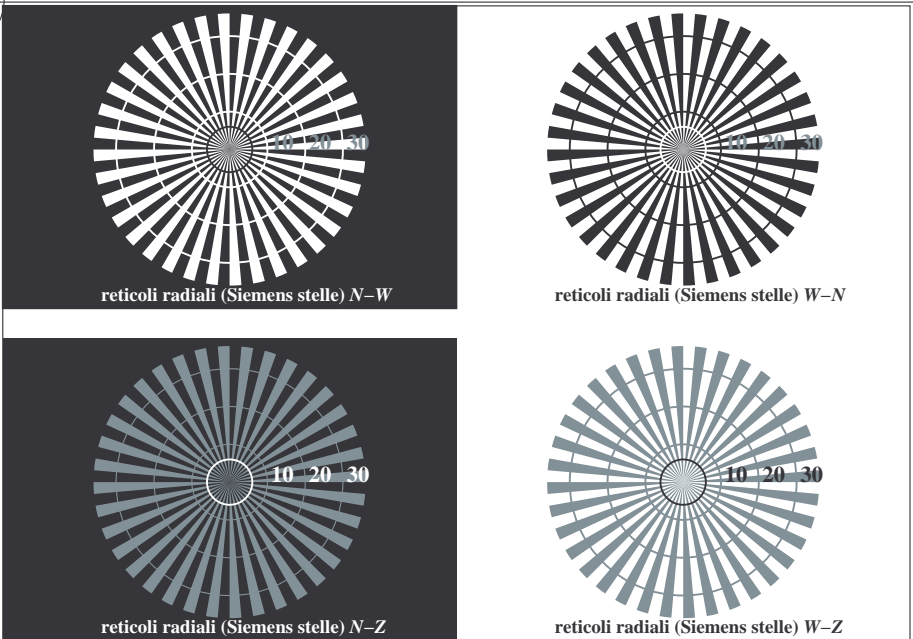 10 20 30
reticoli radiali (Siemens stelle) N–W
10 20 30
reticoli radiali (Siemens stelle) W–N
10 20 30
reticoli radiali (Siemens stelle) N–Z
10 20 30
reticoli radiali (Siemens stelle) W–Z